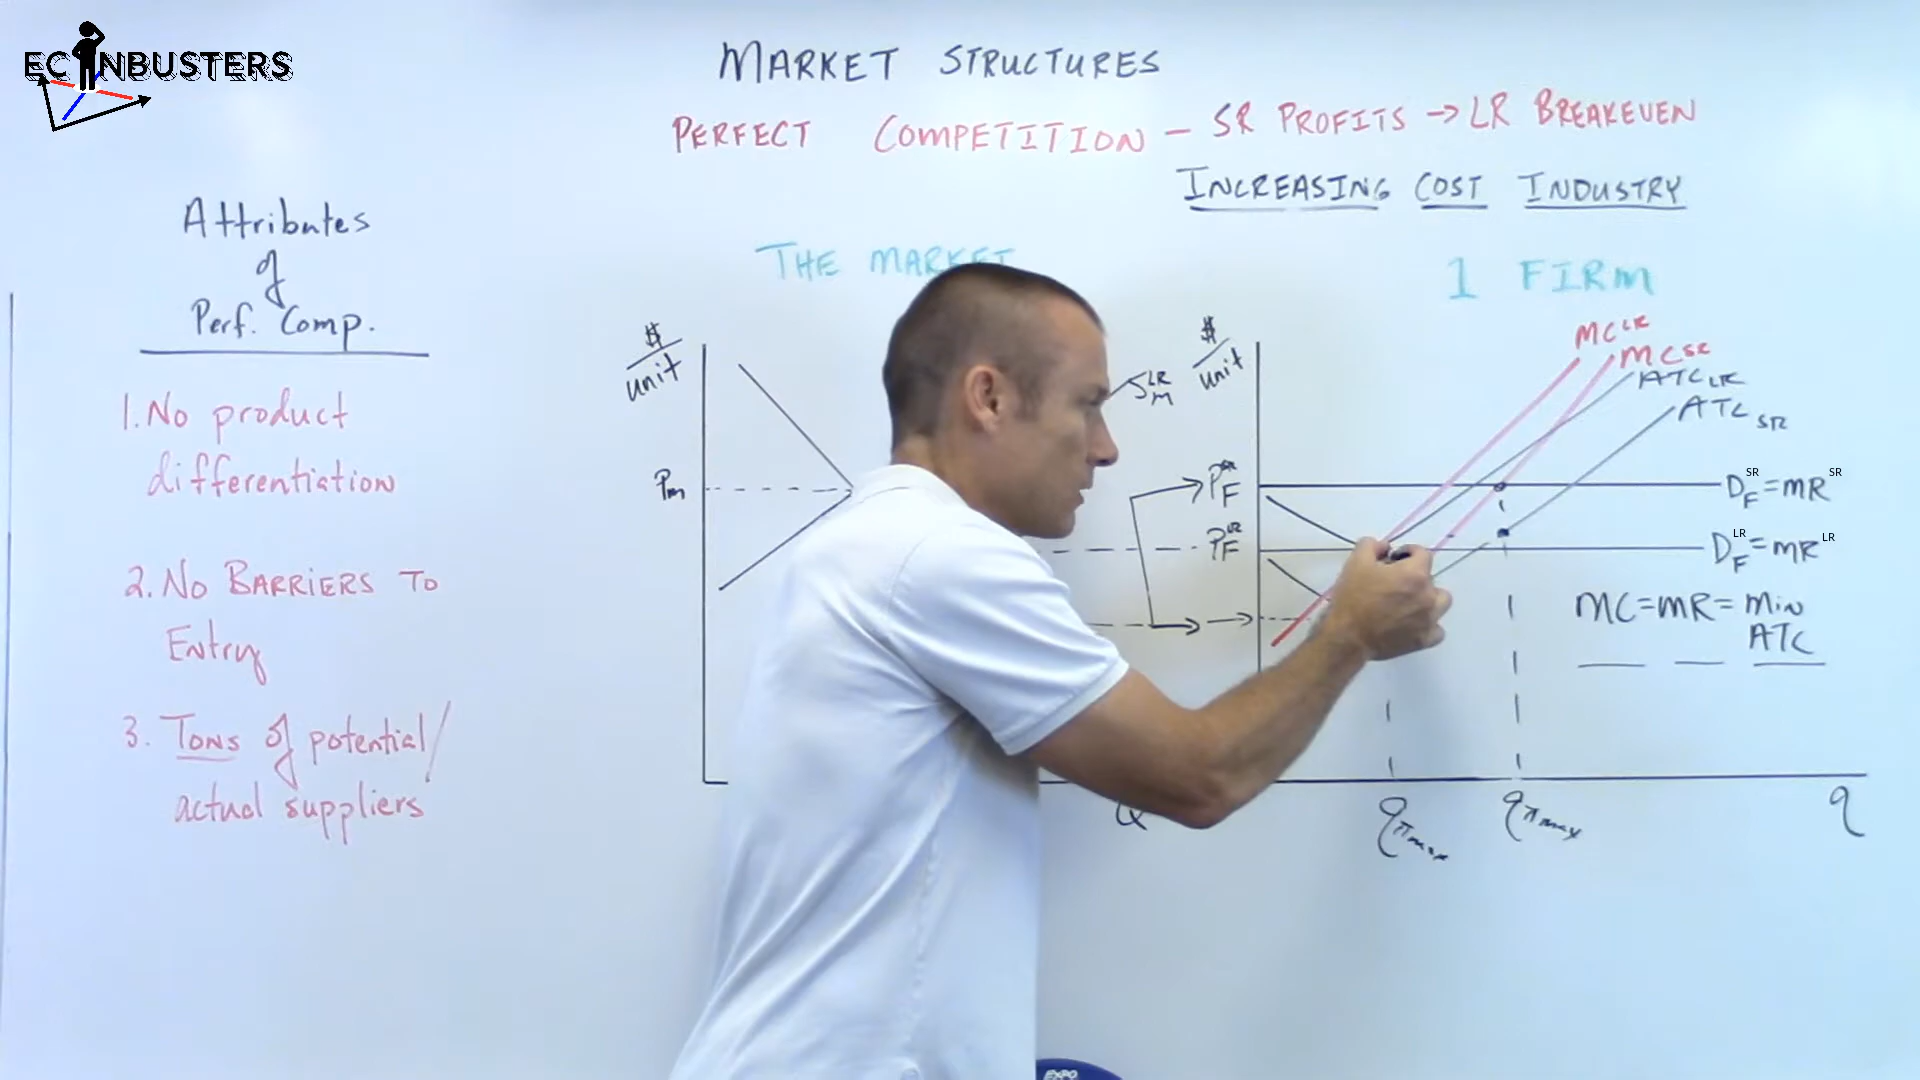 EC NBUSTERS
MARKET STRUCTURES
PERFECT COMPETITION - SR PROFITS → LR BREAKEVEN
INCREASING COST INDUSTRY
Attributes
of
Perf. Comp.
1. No product
differentiation
2. No BARRIERS TO
Entry
3. TONS of potential/
actual suppliers
THE MARKET
$
unit
Pm
S LR M
Q
1 FIRM
$
unit
MC LR
MC SR
ATC LR
ATC SR
P SR F
P LR F
D SR F = MR SR
D LR F = MR LR
MC=MR= Min
ATC
q π max
q π max
q